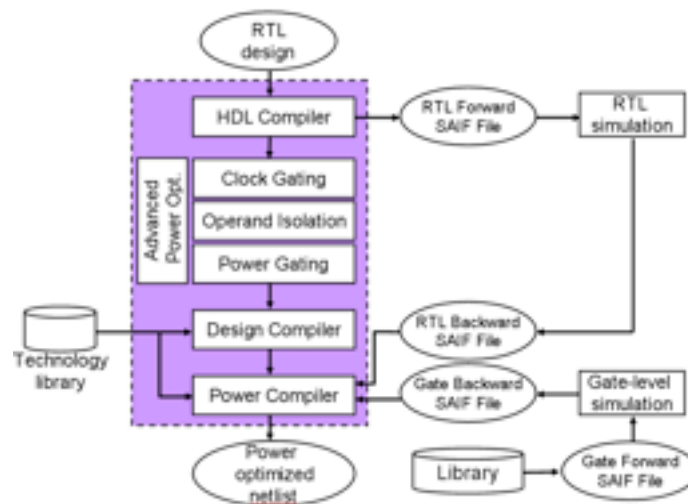 RTL
design
HDL Compiler
RTL Forward
SAIF File
RTL
simulation
Advanced
Power Opt.
Clock Gating
Operand Isolation
Power Gating
Technology
library
Design Compiler
RTL Backward
SAIF File
Power Compiler
Gate Backward
SAIF File
Gate-level
simulation
Power
optimized
netlist
Library
Gate Forward
SAIF File